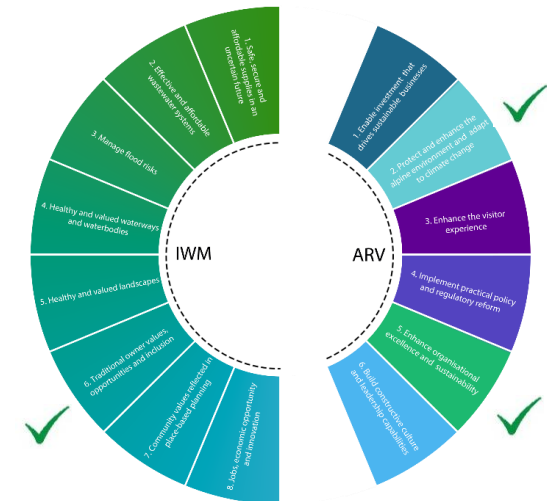 1. Safe, secure and
affordable supplies in an
uncertain future
2. Effective and affordable
wastewater systems
3. Manage flood risks
4. Healthy and valued waterways
and waterbodies
5. Healthy and valued landscapes
6. Traditional owner values,
opportunities and inclusion
7. Community values reflected in
place-based planning
8. Jobs, economic opportunity
and innovation
IWM
ARV
1. Enable investment that
drives sustainable businesses
2. Protect and enhance the
alpine environment and adapt
to climate change
3. Enhance the visitor
experience
4. Implement practical policy
and regulatory reform
5. Enhance organisational
excellence and sustainability
6. Build constructive culture
and leadership capabilities